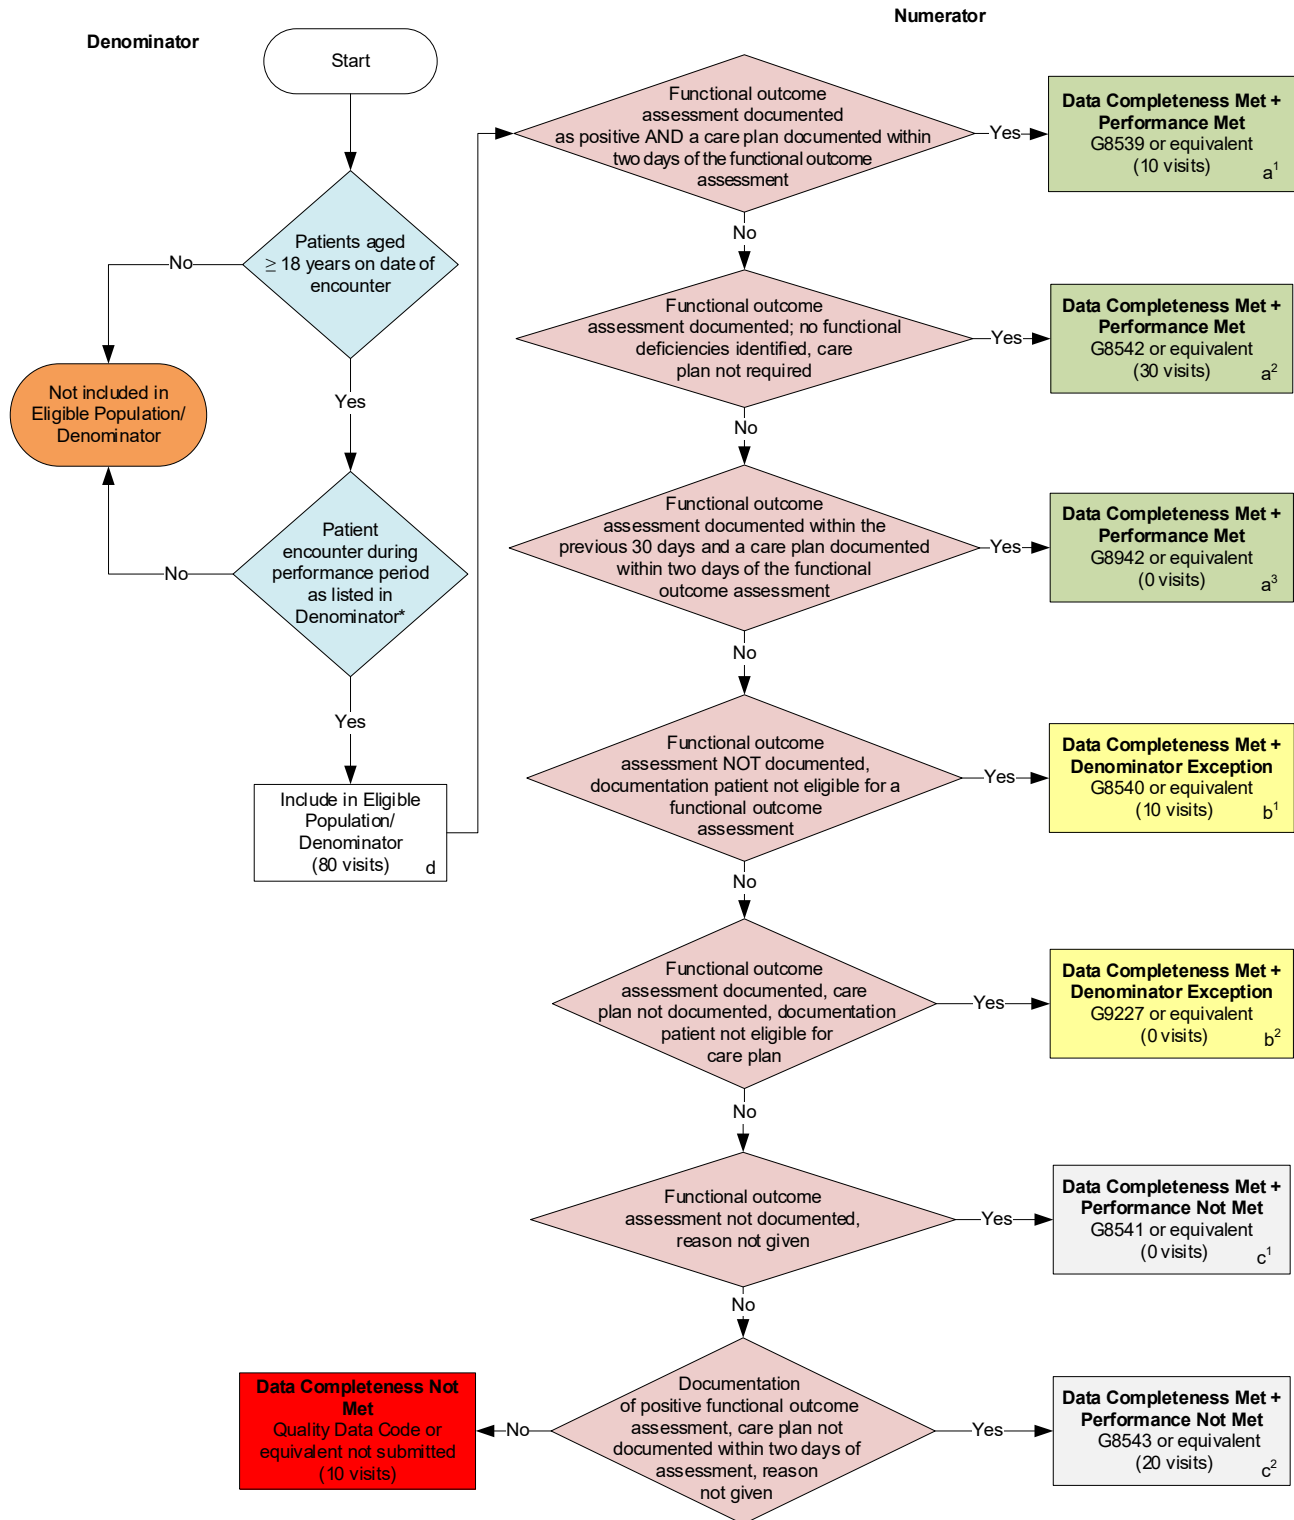 Denominator
Numerator
Start
Patients aged
≥ 18 years on date of
encounter
No
Yes
Not included in
Eligible Population/
Denominator
Patient
encounter during
performance period
as listed in
Denominator*
No
Yes
Include in Eligible
Population/
Denominator
(80 visits)
d
Functional outcome
assessment documented
as positive AND a care plan documented within
two days of the functional outcome
assessment
Yes
Data Completeness Met +
Performance Met
G8539 or equivalent
(10 visits)
a¹
No
Functional outcome
assessment documented; no functional
deficiencies identified, care
plan not required
Yes
Data Completeness Met +
Performance Met
G8542 or equivalent
(30 visits)
a²
No
Functional outcome
assessment documented within the
previous 30 days and a care plan documented
within two days of the functional
outcome assessment
Yes
Data Completeness Met +
Performance Met
G8942 or equivalent
(0 visits)
a³
No
Functional outcome
assessment NOT documented,
documentation patient not eligible for a
functional outcome
assessment
Yes
Data Completeness Met +
Denominator Exception
G8540 or equivalent
(10 visits)
b¹
No
Functional outcome
assessment documented, care
plan not documented, documentation
patient not eligible for
care plan
Yes
Data Completeness Met +
Denominator Exception
G9227 or equivalent
(0 visits)
b²
No
Functional outcome
assessment not documented,
reason not given
Yes
Data Completeness Met +
Performance Not Met
G8541 or equivalent
(0 visits)
c¹
No
Documentation
of positive functional outcome
assessment, care plan not
documented within two days of
assessment, reason
not given
Yes
Data Completeness Met +
Performance Not Met
G8543 or equivalent
(20 visits)
c²
No
Data Completeness Not
Met
Quality Data Code or
equivalent not submitted
(10 visits)